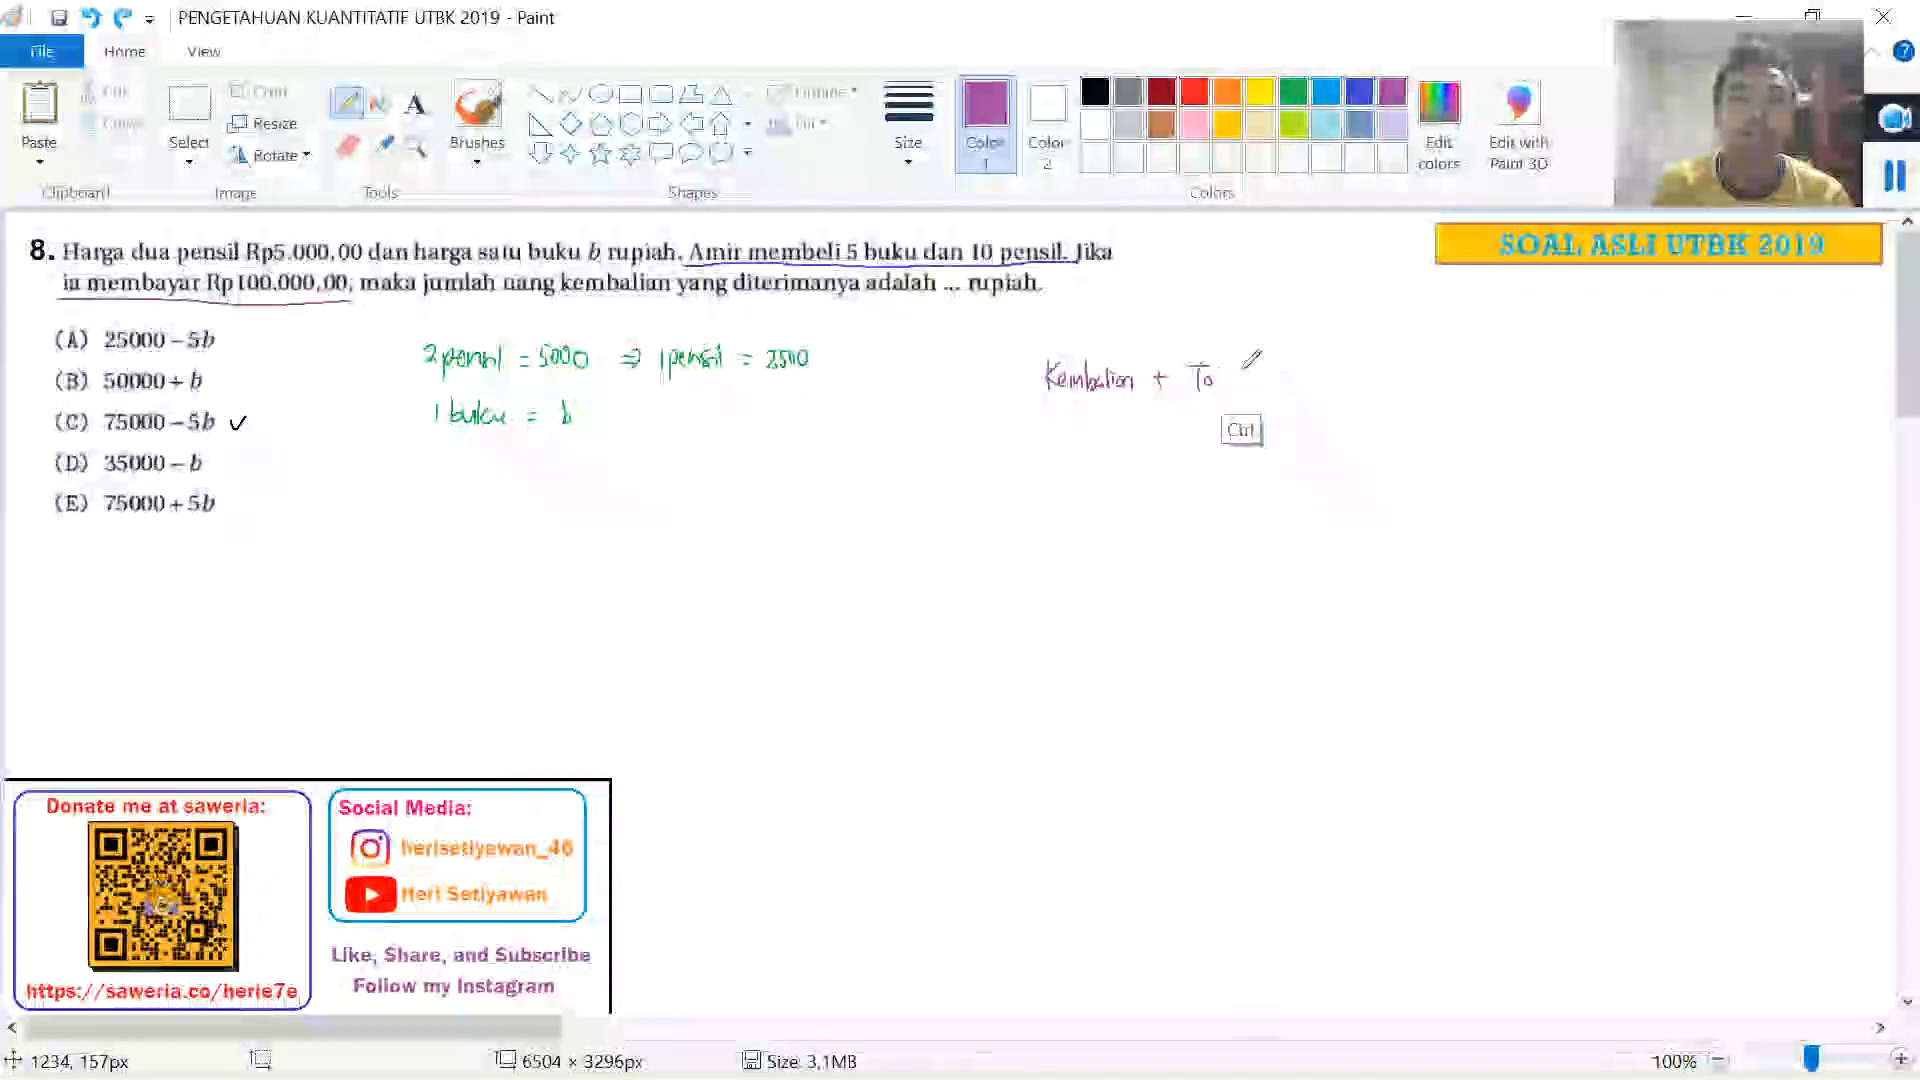 PENGETAHUAN KUANTITATIF UTBK 2019 - Paint
File Home View
Paste
Cut
Copy
Clipboard
Select
Crop
Resize
Rotate
Image
Tools
Brushes
Shapes
Outline
Fill
Size
Color 1
Color 2
Edit colors
Edit with Paint 3D
Colors
SOAL ASLI UTBK 2019
8. Harga dua pensil Rp5.000,00 dan harga satu buku b rupiah. Amir membeli 5 buku dan 10 pensil. Jika
ia membayar Rp100.000,00, maka jumlah uang kembalian yang diterimanya adalah ... rupiah.
(A) 25000 – 5b
(B) 50000 + b
(C) 75000 – 5b ✓
(D) 35000 – b
(E) 75000 + 5b
2 pensil = 5000 ⇒ 1 pensil = 2500
1 buku = b
Kembalian + To
Ctrl
Donate me at saweria:
https://saweria.co/herie7e
Social Media:
herisetiyawan_46
Heri Setiyawan
Like, Share, and Subscribe
Follow my Instagram
1234, 157px
6504 × 3296px
Size: 3,1MB
100%